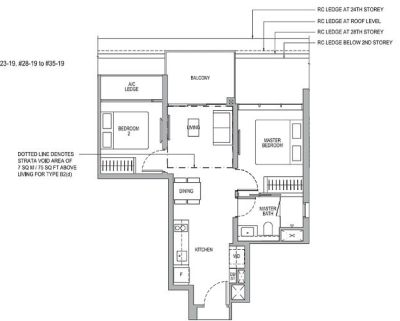 RC LEDGE AT 24TH STOREY
RC LEDGE AT ROOF LEVEL
RC LEDGE AT 28TH STOREY
RC LEDGE BELOW 2ND STOREY
23-19, #28-19 to #35-19
A/C
LEDGE
BALCONY
BEDROOM
2
LIVING
MASTER
BEDROOM
DOTTED LINE DENOTES
STRATA VOID AREA OF
7 SQ M / 75 SQ FT ABOVE
LIVING FOR TYPE B2(d)
DINING
MASTER
BATH
KITCHEN
F